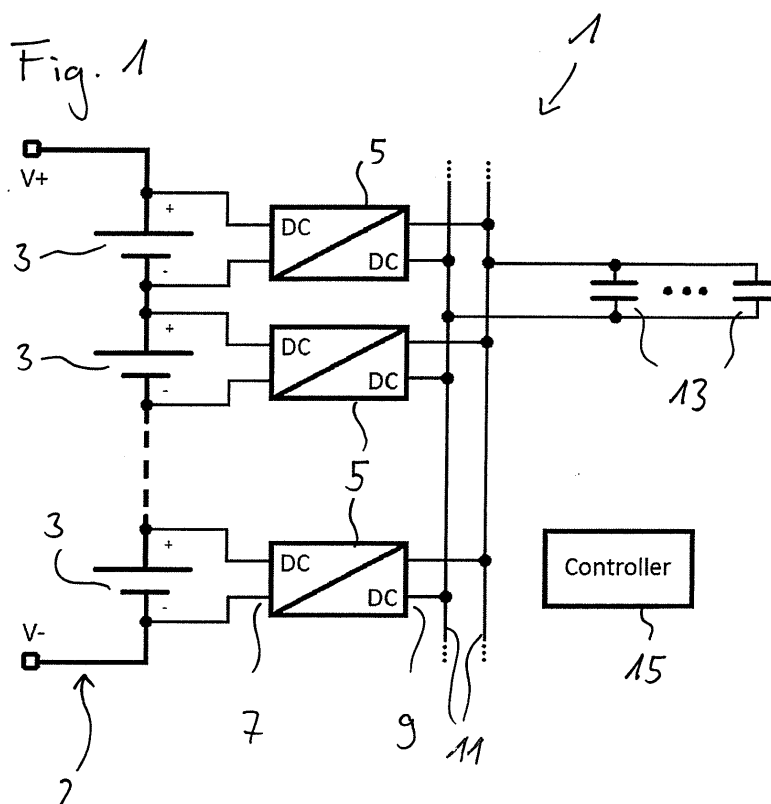 Fig. 1
1
V+
+
3
-
DC
DC
5
+
3
-
DC
DC
5
13
5
+
3
-
DC
DC
Controller
V-
2
7
9
11
15